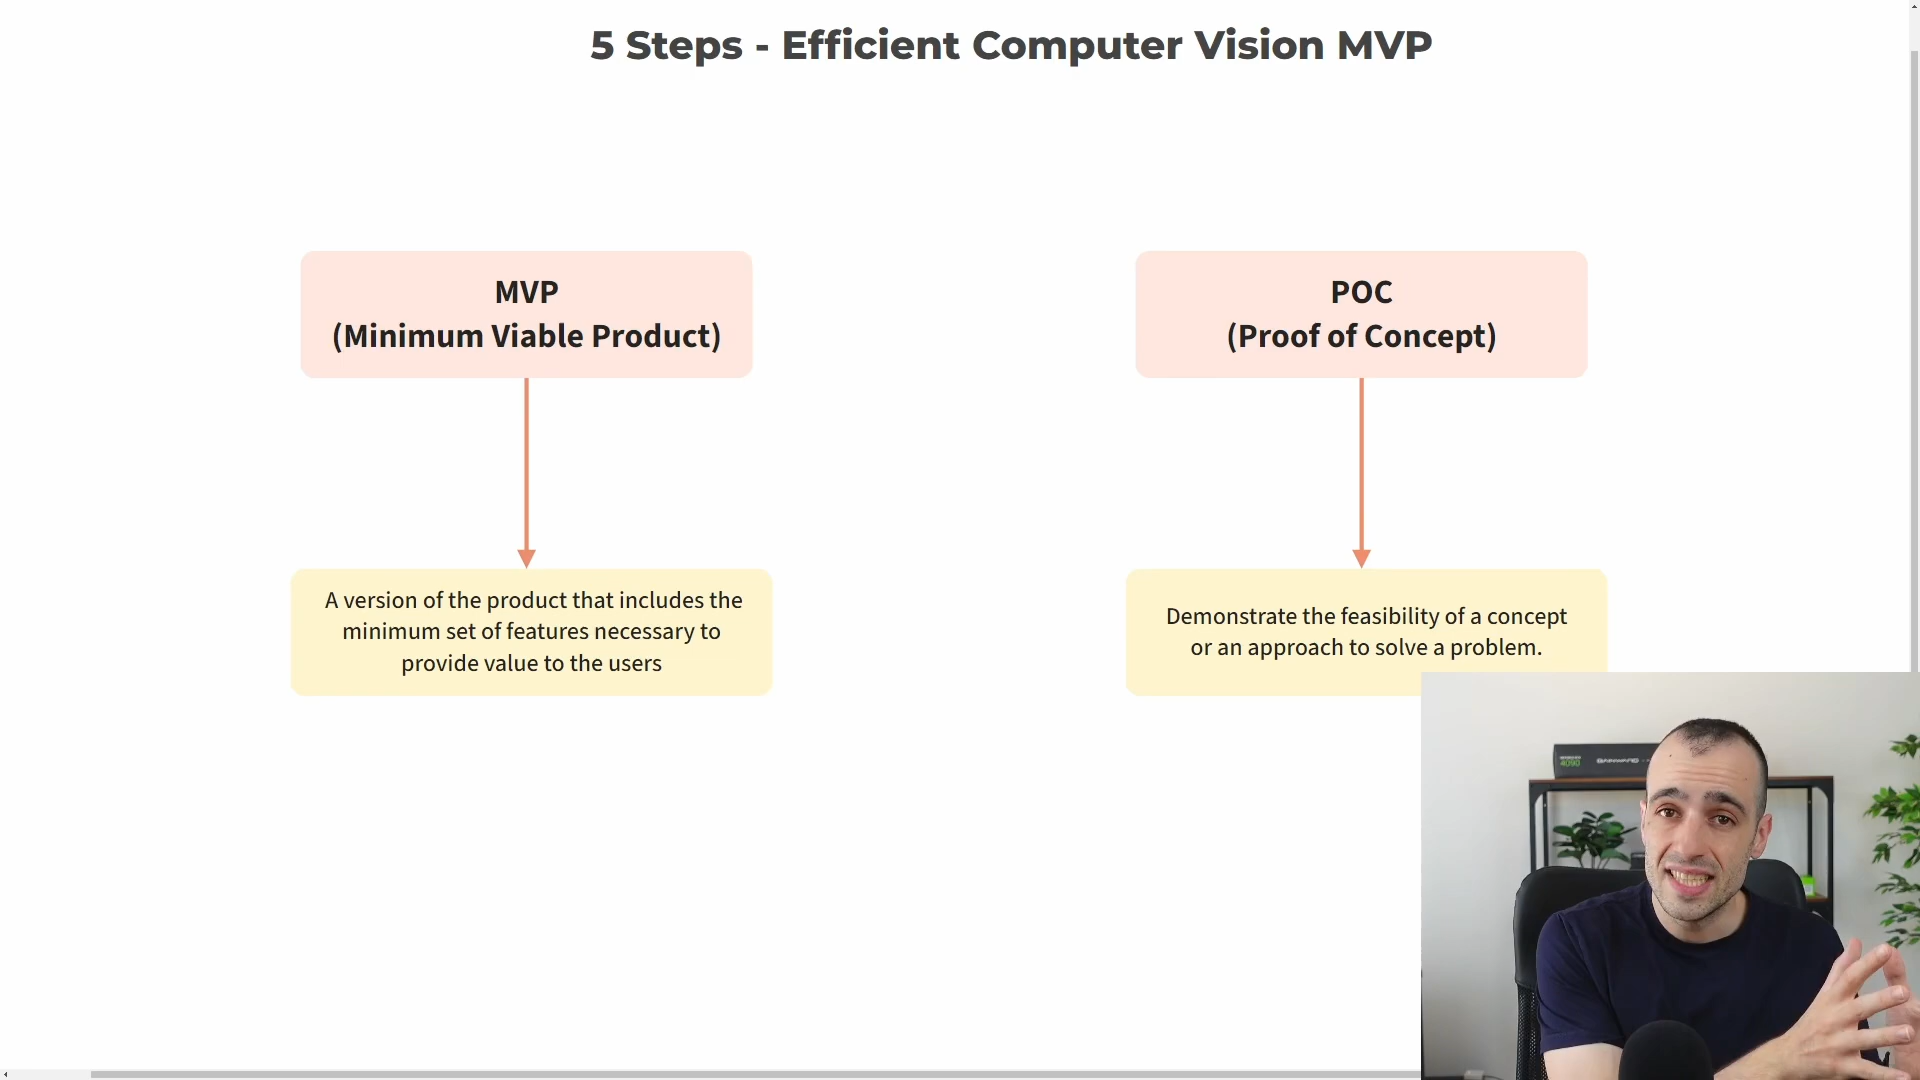 5 Steps - Efficient Computer Vision MVP
MVP
(Minimum Viable Product)
POC
(Proof of Concept)
A version of the product that includes the
minimum set of features necessary to
provide value to the users
Demonstrate the feasibility of a concept
or an approach to solve a problem.
4090